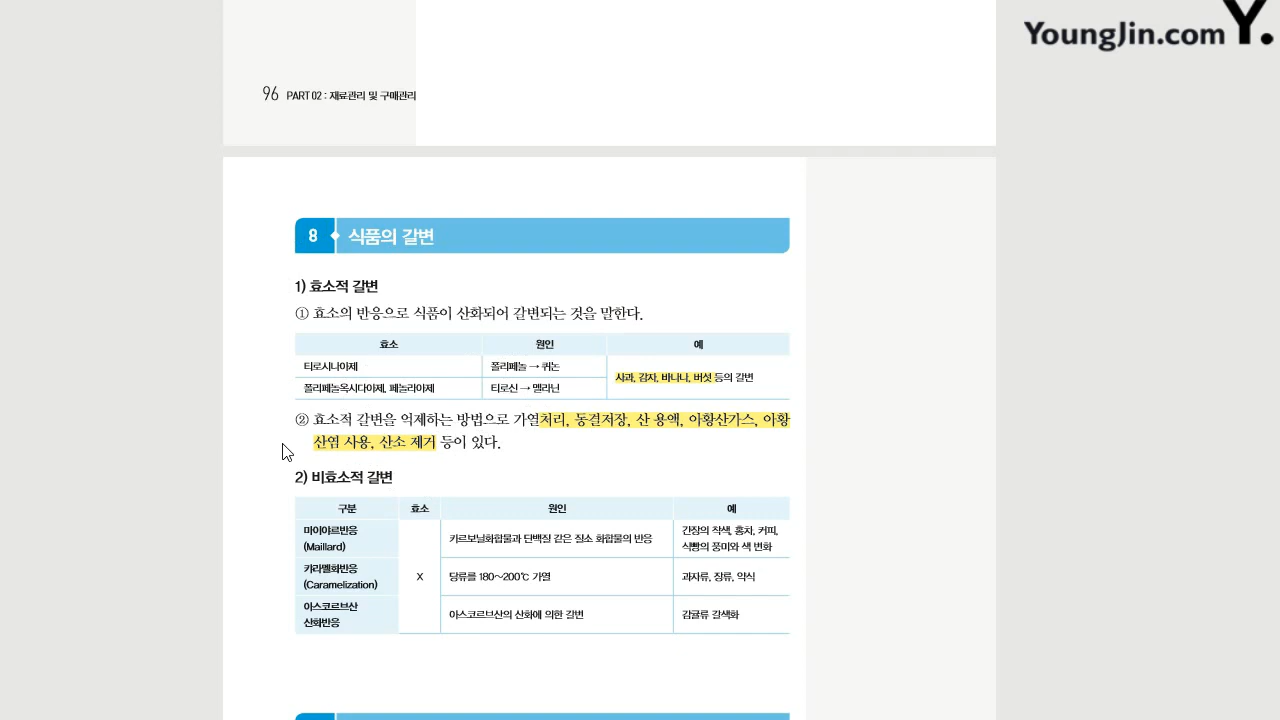 YoungJin.com Y.
96 PART 02 : 재료관리 및 구매관리
8 식품의 갈변
1) 효소적 갈변
① 효소의 반응으로 식품이 산화되어 갈변되는 것을 말한다.
효소 원인 예
티로시나아제 폴리페놀 → 퀴논
사과, 감자, 바나나, 버섯 등의 갈변
폴리페놀옥시다아제, 페놀라아제 티로신 → 멜라닌
② 효소적 갈변을 억제하는 방법으로 가열처리, 동결저장, 산 용액, 아황산가스, 아황
산염 사용, 산소 제거 등이 있다.
2) 비효소적 갈변
구분 효소 원인 예
마이야르반응
(Maillard)
카르보닐화합물과 단백질 같은 질소 화합물의 반응
간장의 착색, 홍차, 커피,
식빵의 풍미와 색 변화
카라멜화반응
(Caramelization)
X
당류를 180~200℃ 가열
과자류, 장류, 약식
아스코르브산
산화반응
아스코르브산의 산화에 의한 갈변
감귤류 갈색화